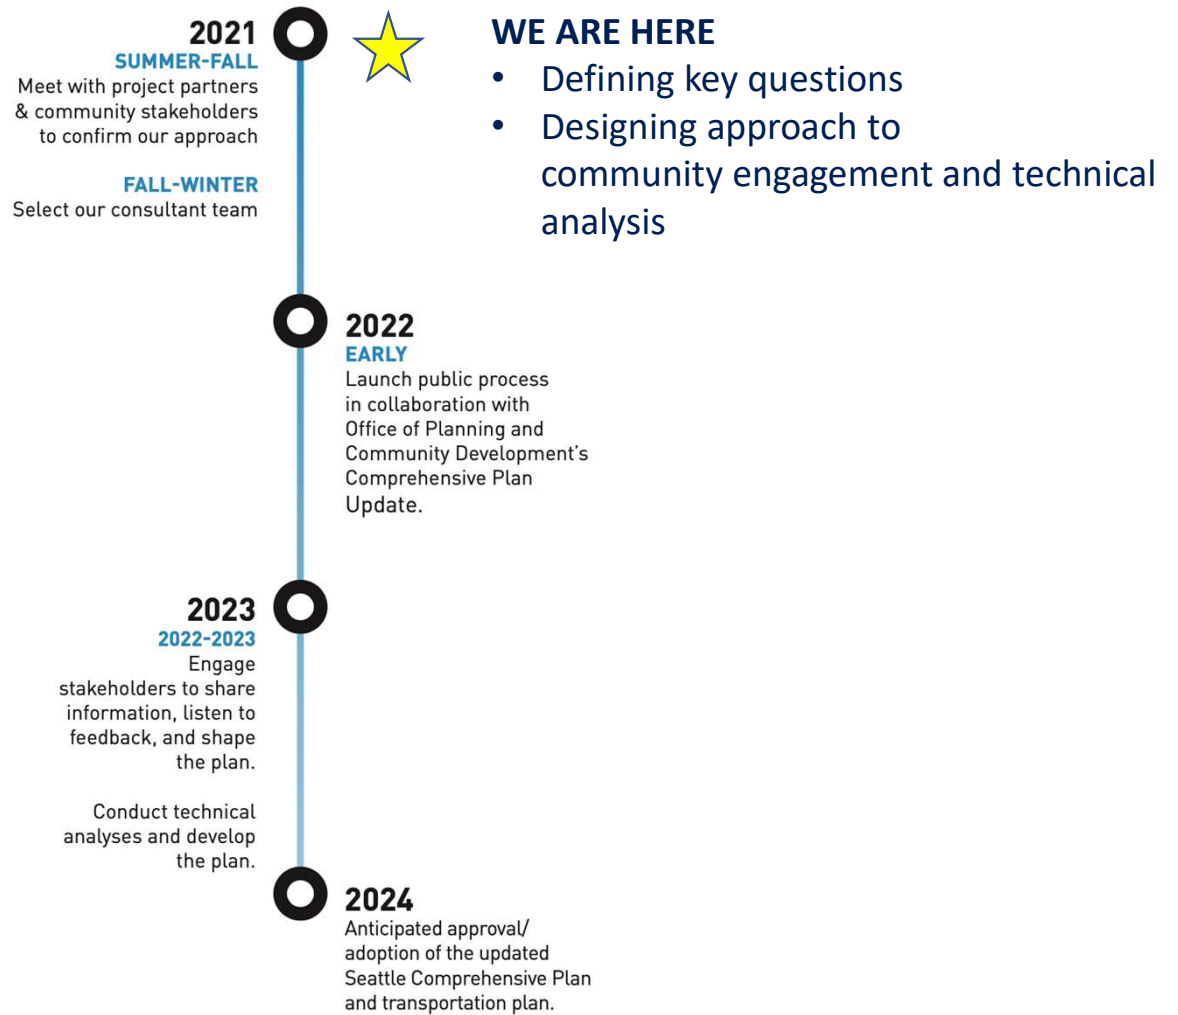 2021
SUMMER-FALL
Meet with project partners
& community stakeholders
to confirm our approach
FALL-WINTER
Select our consultant team
WE ARE HERE
• Defining key questions
• Designing approach to
community engagement and technical
analysis
2022
EARLY
Launch public process
in collaboration with
Office of Planning and
Community Development's
Comprehensive Plan
Update.
2023
2022-2023
Engage
stakeholders to share
information, listen to
feedback, and shape
the plan.
Conduct technical
analyses and develop
the plan.
2024
Anticipated approval/
adoption of the updated
Seattle Comprehensive Plan
and transportation plan.